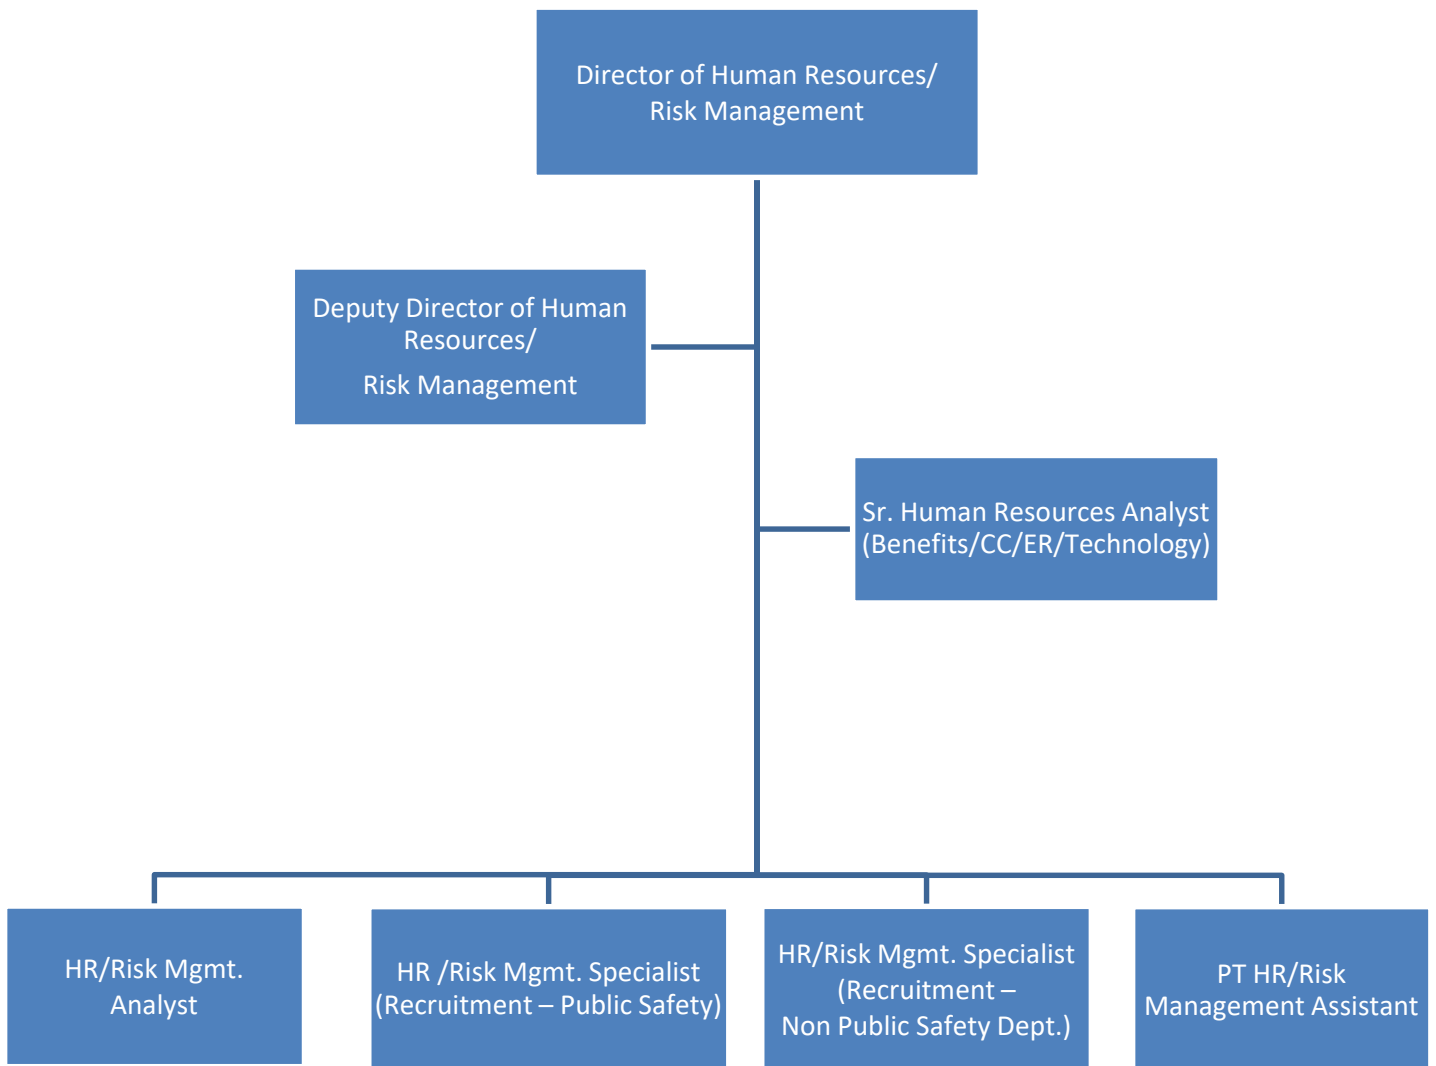 Director of Human Resources/
Risk Management
Deputy Director of Human
Resources/
Risk Management
Sr. Human Resources Analyst
(Benefits/CC/ER/Technology)
HR/Risk Mgmt.
Analyst
HR /Risk Mgmt. Specialist
(Recruitment – Public Safety)
HR/Risk Mgmt. Specialist
(Recruitment –
Non Public Safety Dept.)
PT HR/Risk
Management Assistant